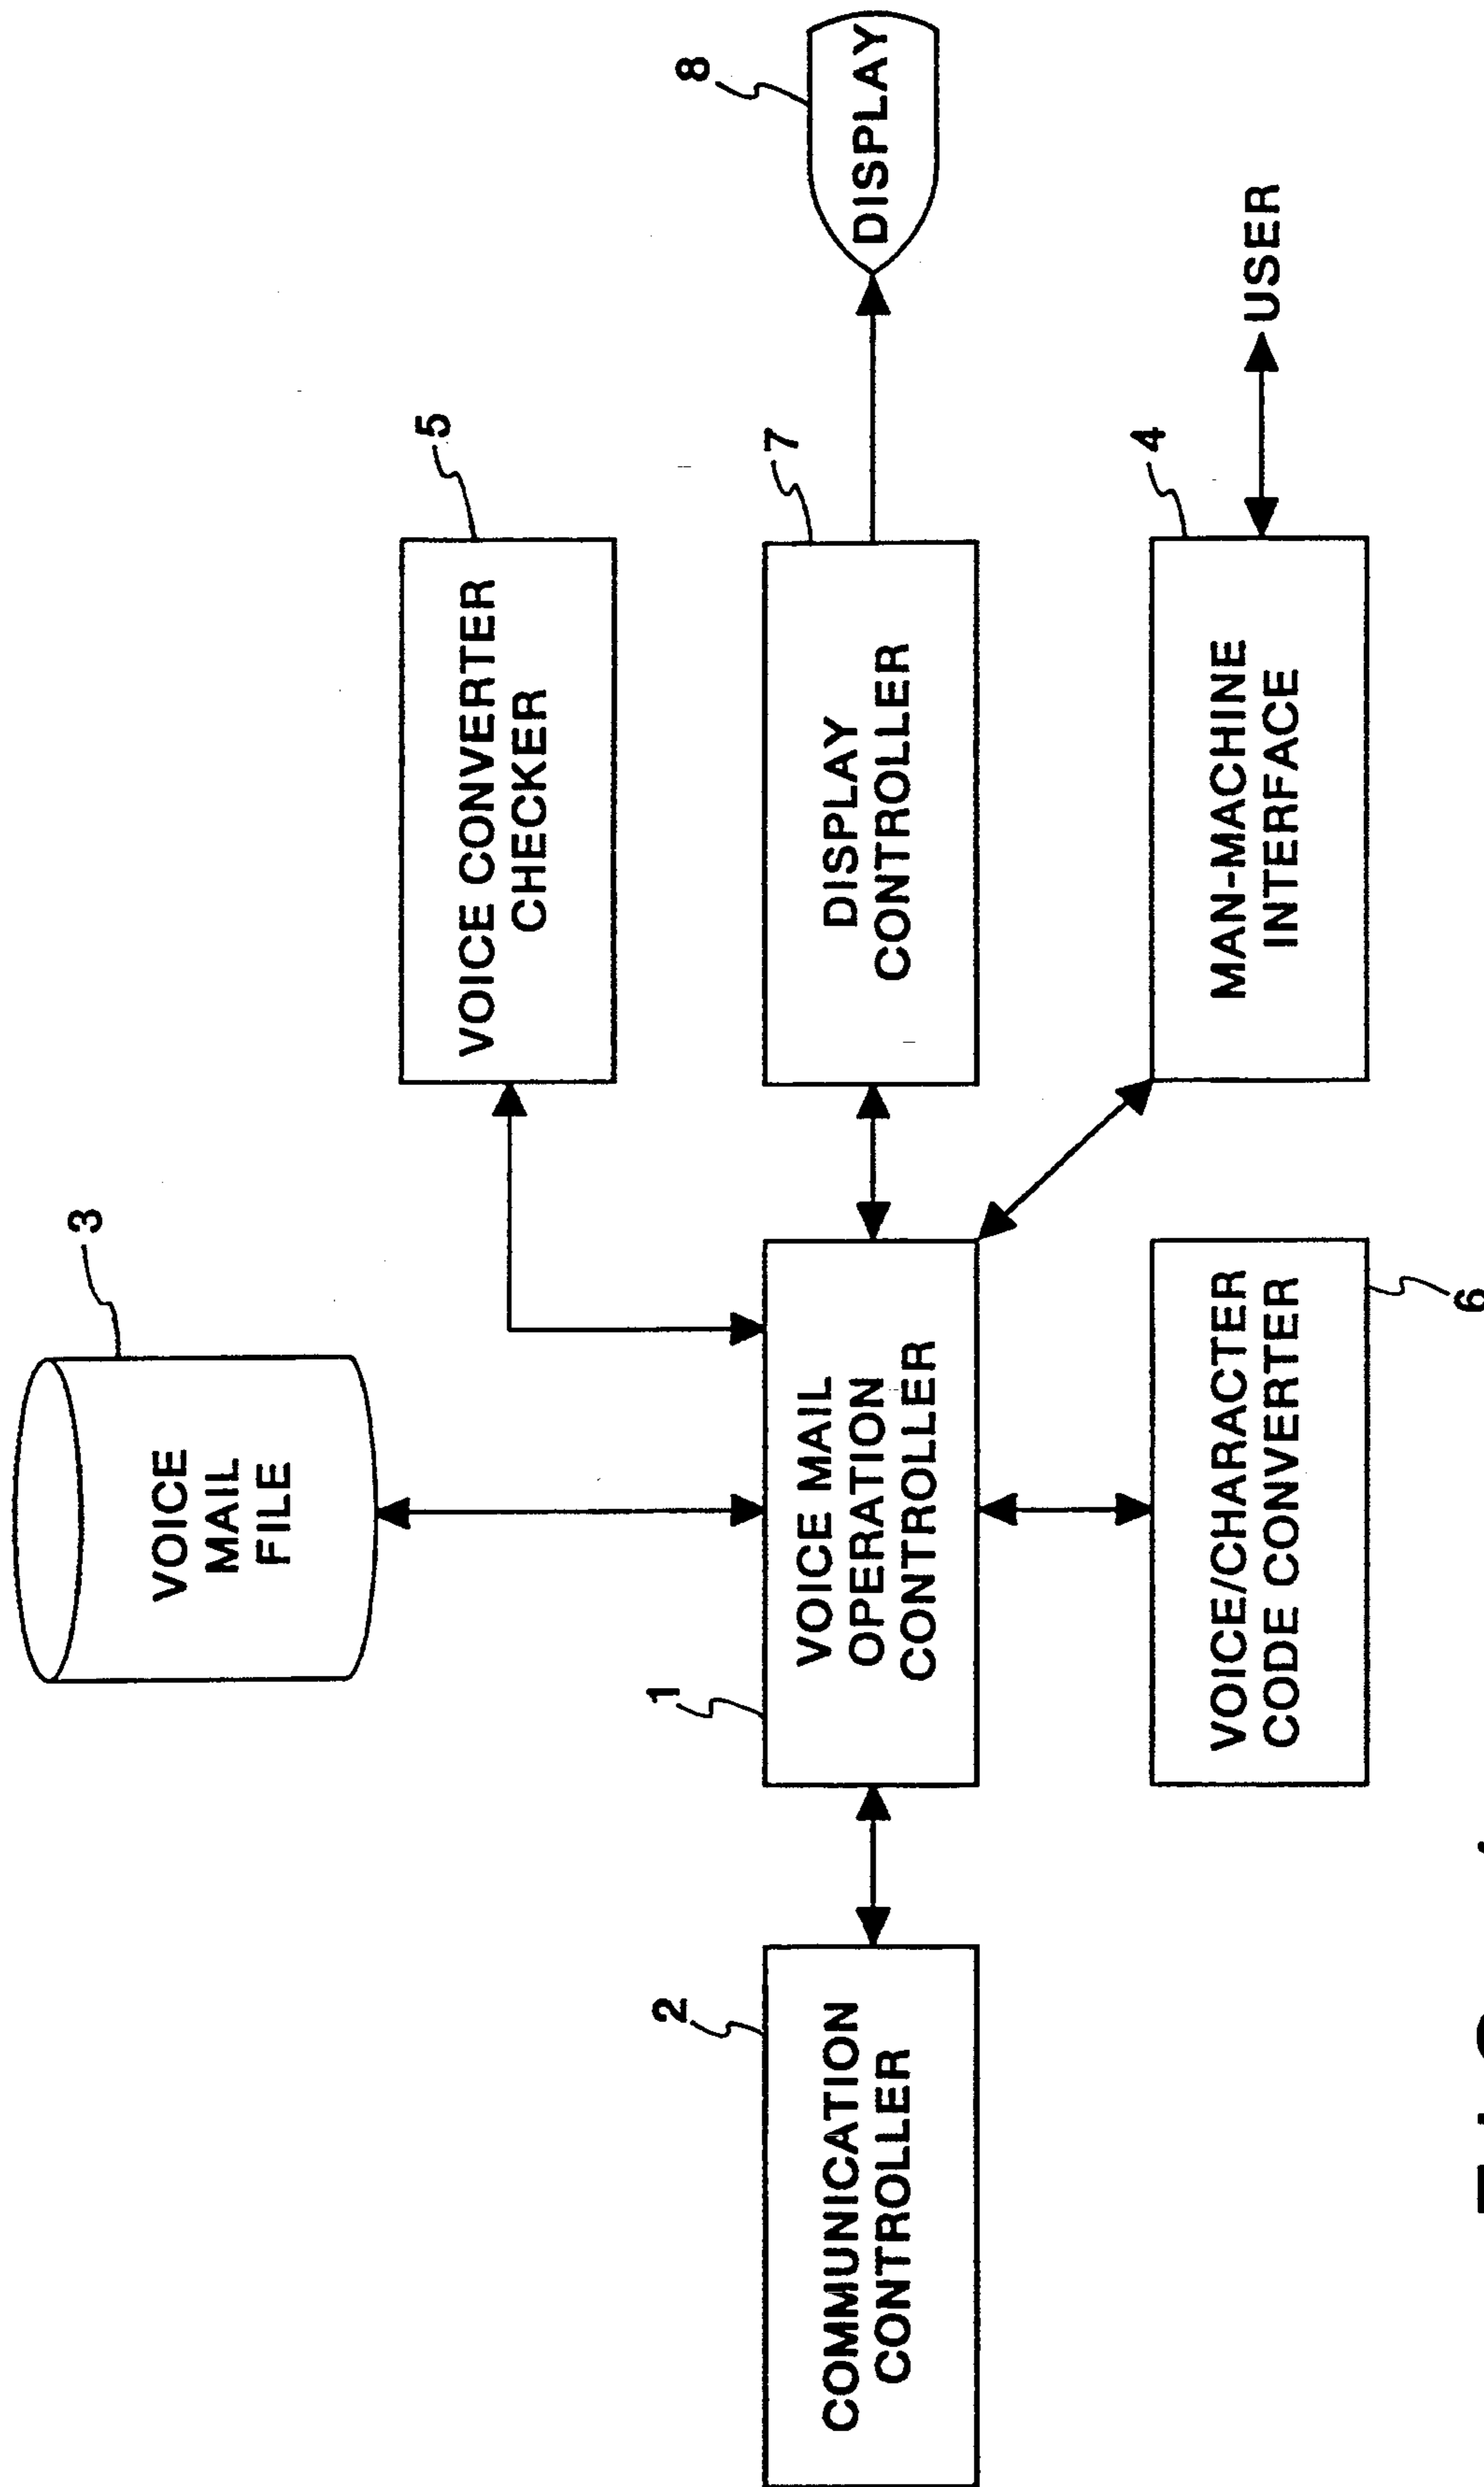 3
VOICE
MAIL
FILE
5
VOICE CONVERTER
CHECKER
2
COMMUNICATION
CONTROLLER
1
VOICE MAIL
OPERATION
CONTROLLER
7
DISPLAY
CONTROLLER
8
DISPLAY
6
VOICE/CHARACTER
CODE CONVERTER
4
MAN-MACHINE
INTERFACE
USER